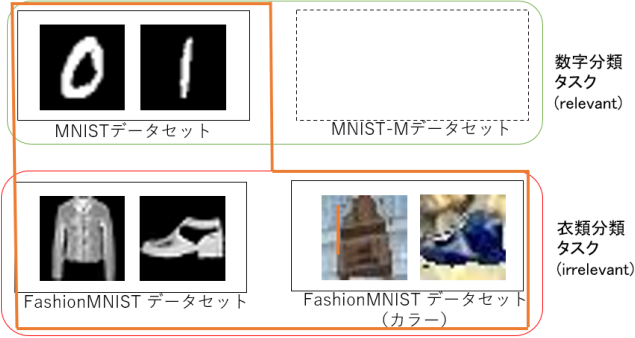 数字分類
タスク
(relevant)
MNISTデータセット
MNIST-Mデータセット
衣類分類
タスク
(irrelevant)
FashionMNIST データセット
FashionMNIST データセット
（カラー）